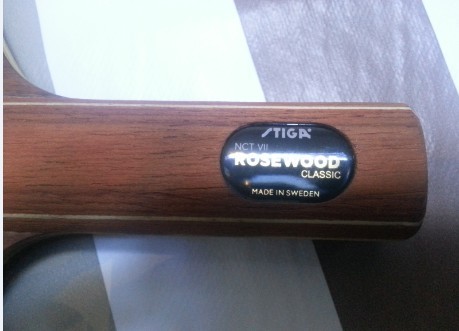 STIGA
NCT VII
ROSEWOOD
CLASSIC
MADE IN SWEDEN